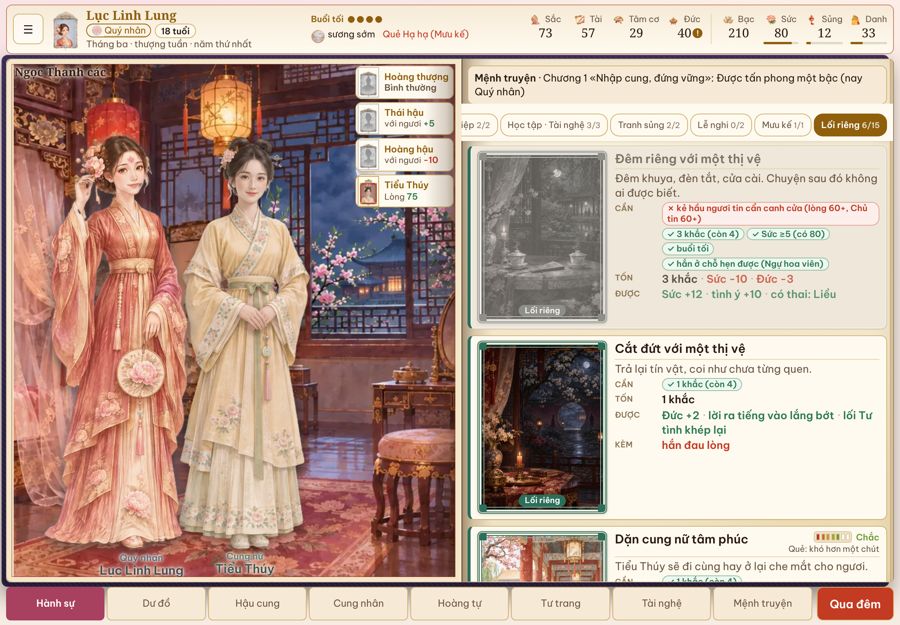 ☰
Lục Linh Lung
Quý nhân 18 tuổi
Tháng ba · thượng tuần · năm thứ nhất
Buổi tối
sương sớm Quẻ Hạ hạ (Mưu kế)
Sắc Tài Tâm cơ Đức Bạc Sức Sủng Danh
73 57 29 40 ! 210 80 12 33
Ngọc Thanh các
Hoàng thượng
Bình thường
Thái hậu
với ngươi +5
Hoàng hậu
với ngươi −10
Tiểu Thúy
Lòng 75
Quý nhân
Lục Linh Lung
Cung nữ
Tiểu Thúy
Mệnh truyện · Chương 1 «Nhập cung, đứng vững»: Được tấn phong một bậc (nay
Quý nhân)
iệp 2/2 Học tập · Tài nghệ 3/3 Tranh sủng 2/2 Lễ nghi 0/2 Mưu kế 1/1 Lối riêng 6/15
Đêm riêng với một thị vệ
Đêm khuya, đèn tắt, cửa cài. Chuyện sau đó không
ai được biết.
CẦN × kẻ hầu người tin cẩn canh cửa (lòng 60+, Chủ
tín 60+)
✓ 3 khắc (còn 4) ✓ Sức ≥5 (có 80)
✓ buổi tối
✓ hắn ở chỗ hẹn được (Ngự hoa viên)
TỐN 3 khắc · Sức −10 · Đức −3
ĐƯỢC Sức +12 · tình ý +10 · có thai: Liều
Lối riêng
Cắt đứt với một thị vệ
Trả lại tín vật, coi như chưa từng quen.
CẦN ✓ 1 khắc (còn 4)
TỐN 1 khắc
ĐƯỢC Đức +2 · lời ra tiếng vào lắng bớt · lối Tư
tình khép lại
KÈM hắn đau lòng
Lối riêng
Dặn cung nữ tâm phúc Chắc
Quẻ: khó hơn một chút
Tiểu Thúy sẽ đi cùng hay ở lại che mắt cho ngươi.
CẦN ✓ 1 khắc (còn 4)
Hành sự Dư đồ Hậu cung Cung nhân Hoàng tự Tư trang Tài nghệ Mệnh truyện Qua đêm